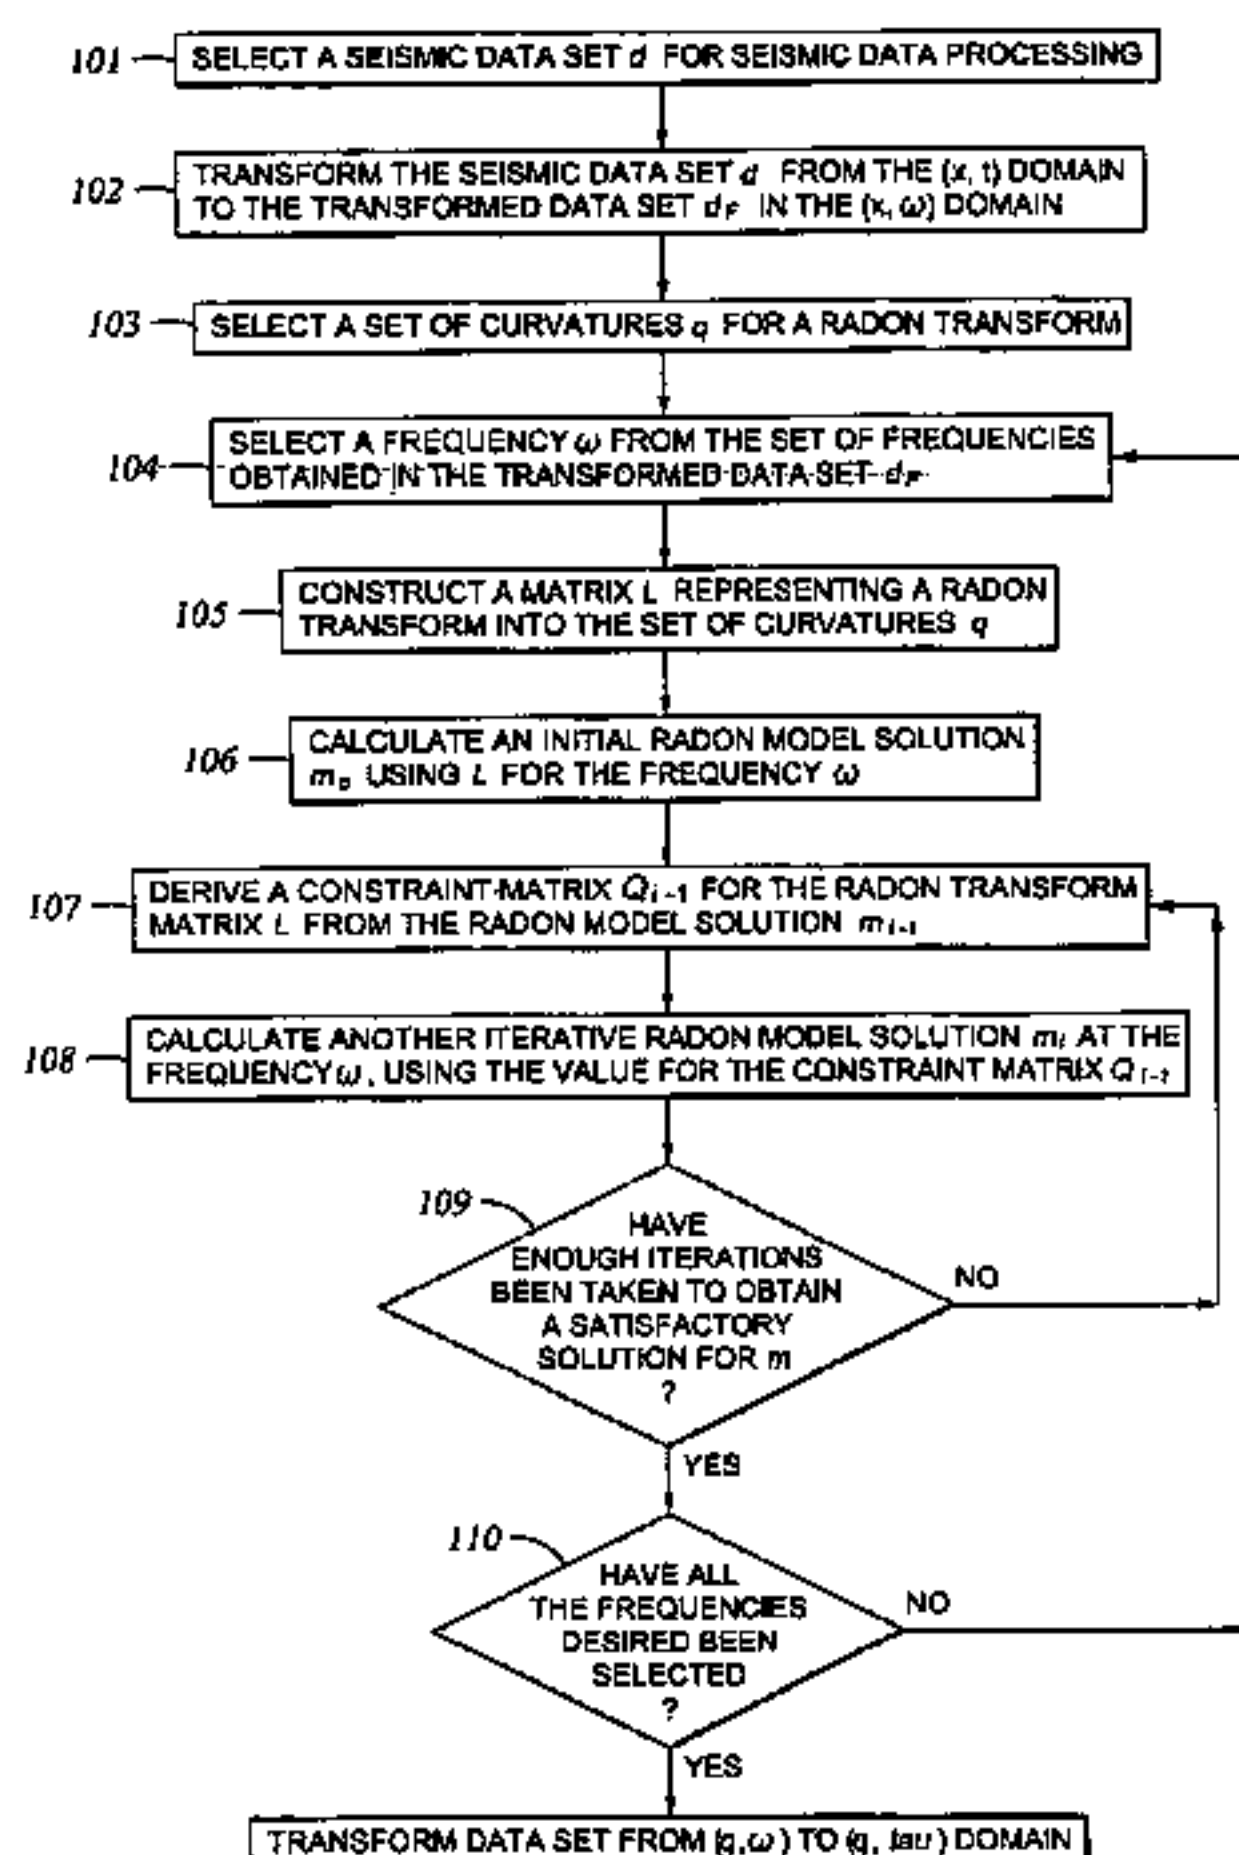 101 SELECT A SEISMIC DATA SET d FOR SEISMIC DATA PROCESSING
102 TRANSFORM THE SEISMIC DATA SET d FROM THE (x, t) DOMAIN
TO THE TRANSFORMED DATA SET dF IN THE (x, ω) DOMAIN
103 SELECT A SET OF CURVATURES q FOR A RADON TRANSFORM
104 SELECT A FREQUENCY ω FROM THE SET OF FREQUENCIES
OBTAINED IN THE TRANSFORMED DATA SET dF
105 CONSTRUCT A MATRIX L REPRESENTING A RADON
TRANSFORM INTO THE SET OF CURVATURES q
106 CALCULATE AN INITIAL RADON MODEL SOLUTION
m0 USING L FOR THE FREQUENCY ω
107 DERIVE A CONSTRAINT MATRIX Qi-1 FOR THE RADON TRANSFORM
MATRIX L FROM THE RADON MODEL SOLUTION mi-1
108 CALCULATE ANOTHER ITERATIVE RADON MODEL SOLUTION mi AT THE
FREQUENCY ω, USING THE VALUE FOR THE CONSTRAINT MATRIX Qi-1
109 HAVE
ENOUGH ITERATIONS
BEEN TAKEN TO OBTAIN
A SATISFACTORY
SOLUTION FOR m
?
NO
YES
110 HAVE ALL
THE FREQUENCIES
DESIRED BEEN
SELECTED
?
NO
YES
TRANSFORM DATA SET FROM (q,ω) TO (q, tau) DOMAIN